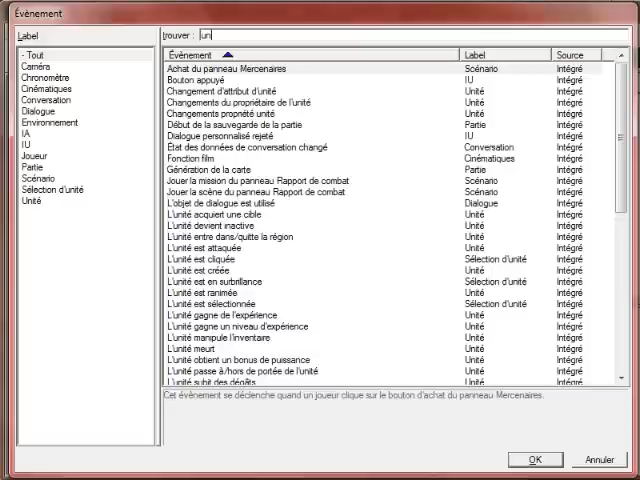 Évènement
Label
trouver : un
- Tout
Caméra
Chronomètre
Cinématiques
Conversation
Dialogue
Environnement
IA
IU
Joueur
Partie
Scénario
Sélection d'unité
Unité
Évènement Label Source
Achat du panneau Mercenaires Scénario Intégré
Bouton appuyé IU Intégré
Changement d'attribut d'unité Unité Intégré
Changements du propriétaire de l'unité Unité Intégré
Changements propriété unité Unité Intégré
Début de la sauvegarde de la partie Partie Intégré
Dialogue personnalisé rejeté IU Intégré
État des données de conversation changé Conversation Intégré
Fonction film Cinématiques Intégré
Génération de la carte Partie Intégré
Jouer la mission du panneau Rapport de combat Scénario Intégré
Jouer la scène du panneau Rapport de combat Scénario Intégré
L'objet de dialogue est utilisé Dialogue Intégré
L'unité acquiert une cible Unité Intégré
L'unité devient inactive Unité Intégré
L'unité entre dans/quitte la région Unité Intégré
L'unité est attaquée Unité Intégré
L'unité est cliquée Sélection d'unité Intégré
L'unité est créée Unité Intégré
L'unité est en surbrillance Sélection d'unité Intégré
L'unité est ranimée Unité Intégré
L'unité est sélectionnée Sélection d'unité Intégré
L'unité gagne de l'expérience Unité Intégré
L'unité gagne un niveau d'expérience Unité Intégré
L'unité manipule l'inventaire Unité Intégré
L'unité meurt Unité Intégré
L'unité obtient un bonus de puissance Unité Intégré
L'unité passe à/hors de portée de l'unité Unité Intégré
L'unité subit des dégâts Unité Intégré
Cet évènement se déclenche quand un joueur clique sur le bouton d'achat du panneau Mercenaires.
OK Annuler